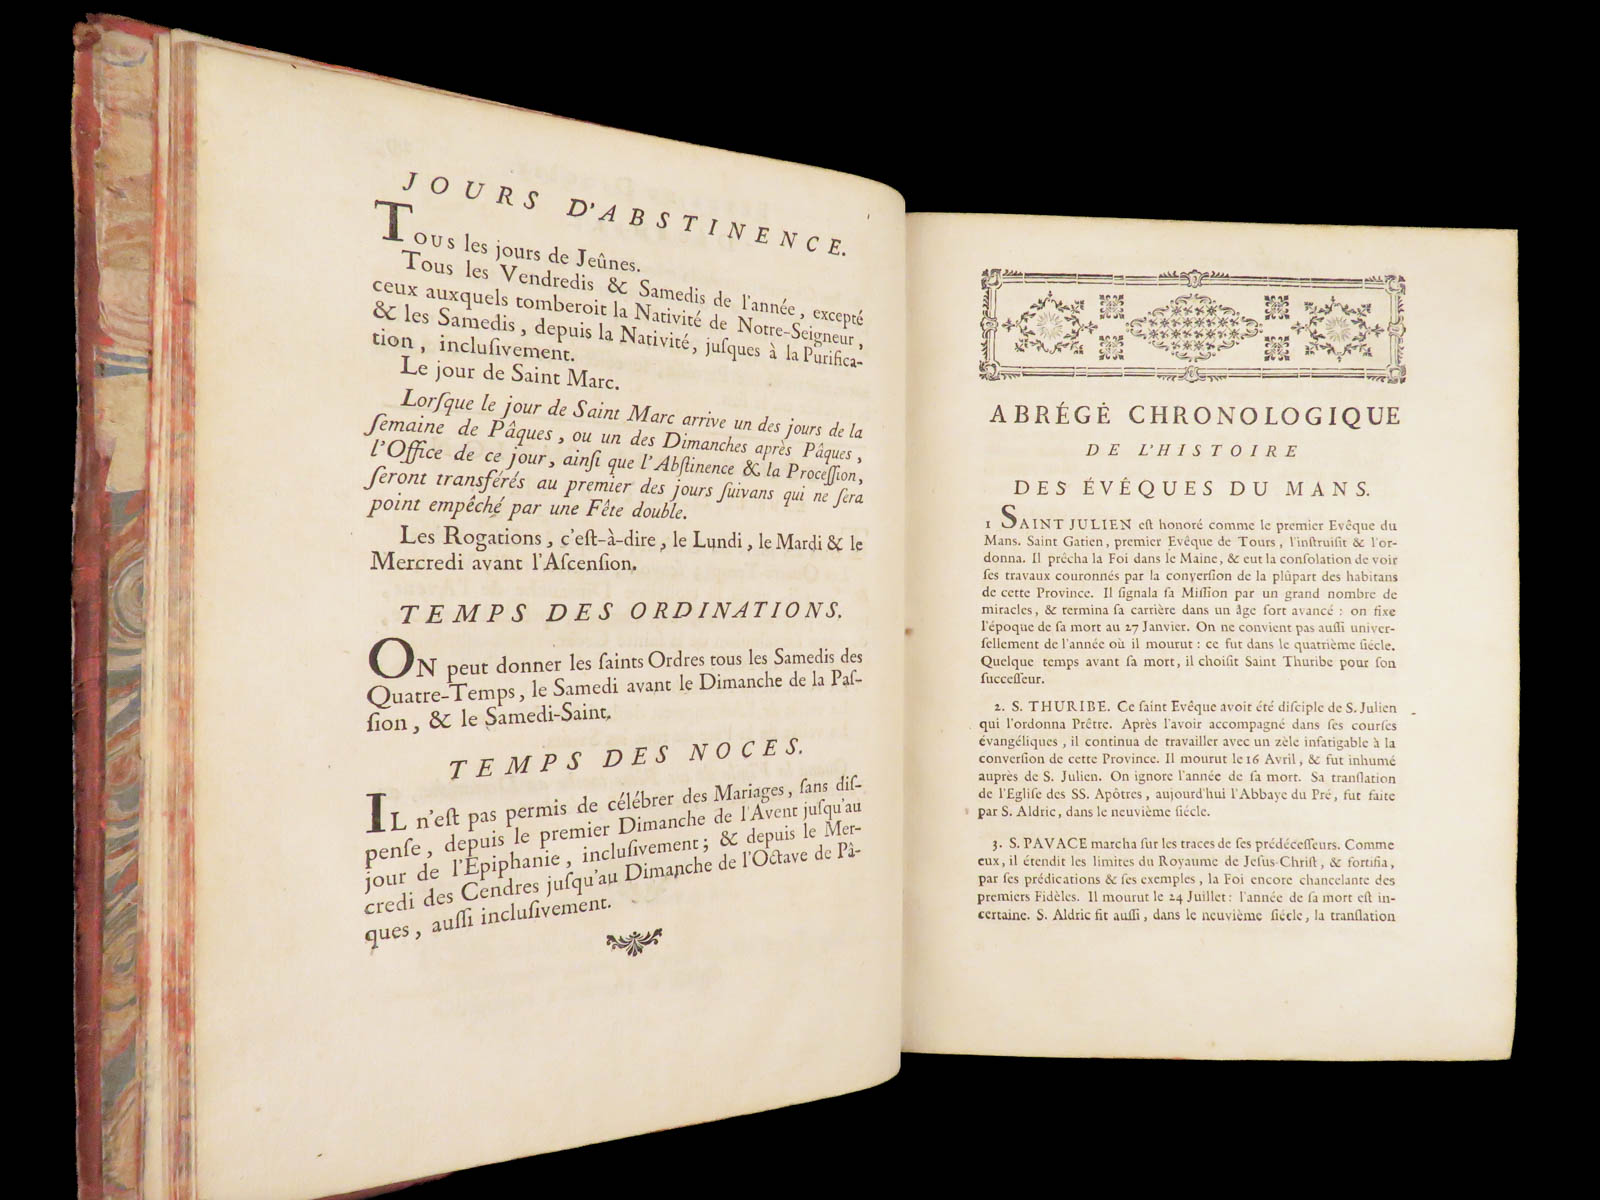 JOURS D'ABSTINENCE.
Tous les jours de Jeûnes.
Tous les Vendredis & Samedis de l'année, excepté
ceux auxquels tomberoit la Nativité de Notre-Seigneur,
& les Samedis, depuis la Nativité, juſques à la Purifica-
tion, incluſivement.
Le jour de Saint Marc.
Lorſque le jour de Saint Marc arrive un des jours de la
ſemaine de Pâques, ou un des Dimanches après Pâques,
l'Office de ce jour, ainſi que l'Abſtinence & la Proceſſion,
ſeront transférés au premier des jours ſuivans qui ne ſera
point empêché par une Fête double.
Les Rogations, c'eſt-à-dire, le Lundi, le Mardi & le
Mercredi avant l'Aſcenſion.
TEMPS DES ORDINATIONS.
ON peut donner les ſaints Ordres tous les Samedis des
Quatre-Temps, le Samedi avant le Dimanche de la Paſ-
ſion, & le Samedi-Saint.
TEMPS DES NOCES.
IL n'eſt pas permis de célébrer des Mariages, ſans diſ-
penſe, depuis le premier Dimanche de l'Avent juſqu'au
jour de l'Epiphanie, incluſivement; & depuis le Mer-
credi des Cendres juſqu'au Dimanche de l'Octave de Pâ-
ques, auſſi incluſivement.
ABRÉGÉ CHRONOLOGIQUE
DE L'HISTOIRE
DES ÉVÊQUES DU MANS.
1 SAINT JULIEN eſt honoré comme le premier Evêque du
Mans. Saint Gatien, premier Evêque de Tours, l'inſtruiſit & l'or-
donna. Il prêcha la Foi dans le Maine, & eut la conſolation de voir
ſes travaux couronnés par la converſion de la plûpart des habitans
de cette Province. Il ſignala ſa Miſſion par un grand nombre de
miracles, & termina ſa carrière dans un âge fort avancé : on fixe
l'époque de ſa mort au 27 Janvier. On ne convient pas auſſi univer-
ſellement de l'année où il mourut : ce fut dans le quatrième ſiécle.
Quelque temps avant ſa mort, il choiſit Saint Thuribe pour ſon
ſucceſſeur.
2. S. THURIBE. Ce ſaint Evêque avoit été diſciple de S. Julien
qui l'ordonna Prêtre. Après l'avoir accompagné dans ſes courſes
évangéliques, il continua de travailler avec un zèle infatigable à la
converſion de cette Province. Il mourut le 16 Avril, & fut inhumé
auprès de S. Julien. On ignore l'année de ſa mort. Sa tranſlation
de l'Egliſe des SS. Apôtres, aujourd'hui l'Abbaye du Pré, fut faite
par S. Aldric, dans le neuvième ſiécle.
3. S. PAVACE marcha ſur les traces de ſes prédéceſſeurs. Comme
eux, il étendit les limites du Royaume de Jeſus-Chriſt, & fortifia,
par ſes prédications & ſes exemples, la Foi encore chancelante des
premiers Fidèles. Il mourut le 24 Juillet : l'année de ſa mort eſt in-
certaine. S. Aldric fit auſſi, dans le neuvième ſiécle, la tranſlation